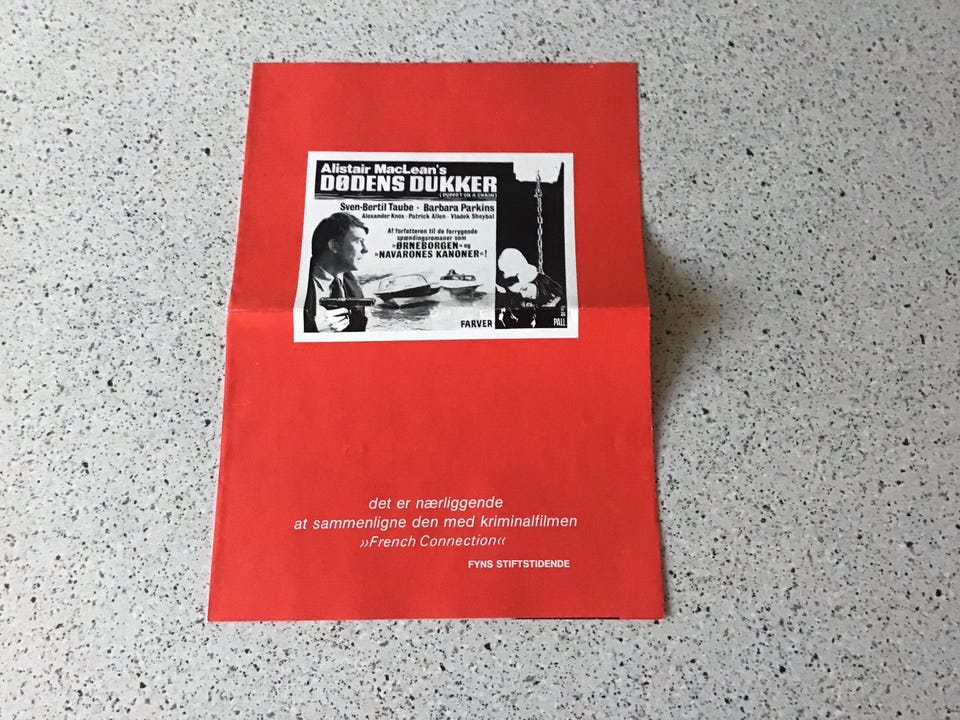 Alistair MacLean's
DØDENS DUKKER
(PUPPET ON A CHAIN)
Sven-Bertil Taube · Barbara Parkins
Alexander Knox · Patrick Allen · Vladek Sheybal
Af forfatteren til de forrygende
spændingsromaner som
»ØRNEBORGEN« og
»NAVARONES KANONER«!
FARVER
PALL
det er nærliggende
at sammenligne den med kriminalfilmen
»French Connection«
FYNS STIFTSTIDENDE